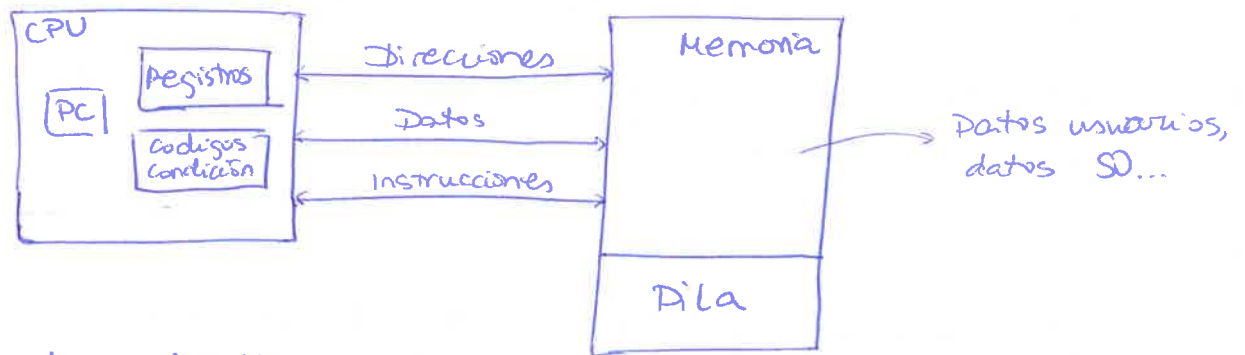 CPU
Registros
PC
Codigos
Condición
Direcciones
Datos
Instrucciones
Memoria
Pila
Datos usuarios,
datos SO...